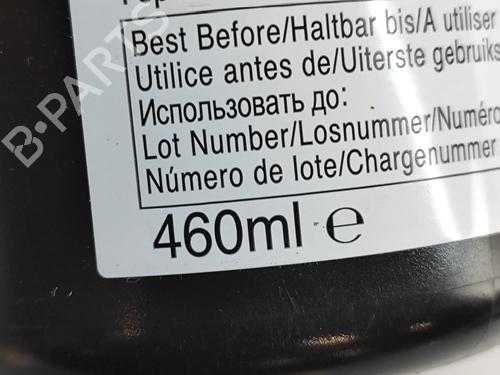 Best Before/Haltbar bis/A utiliser
Utilice antes de/Uiterste gebruiks
Использовать до:
Lot Number/Losnummer/Numéro
Número de lote/Chargenummer
460ml ℮
B-PARTS